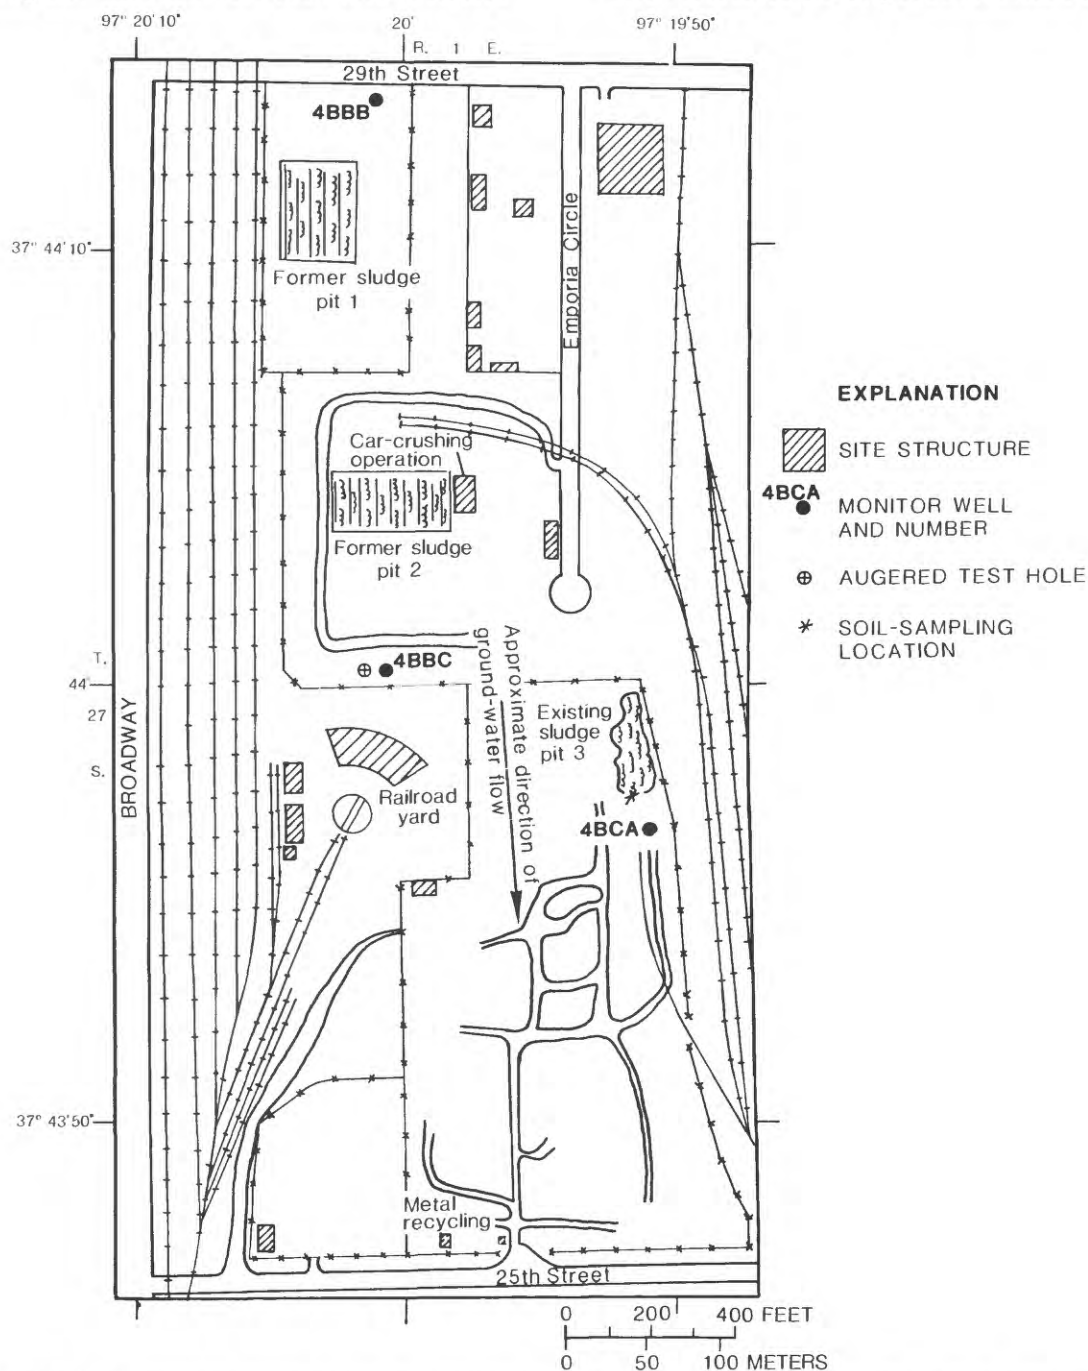 97° 20' 10"
20'
97° 19' 50"
R. 1 E.
29th Street
4BBB
37° 44' 10"
Former sludge
pit 1
Emporia Circle
EXPLANATION
SITE STRUCTURE
4BCA
MONITOR WELL
AND NUMBER
AUGERED TEST HOLE
SOIL-SAMPLING
LOCATION
Car-crushing
operation
Former sludge
pit 2
T.
44'
27
S.
BROADWAY
4BBC
Approximate direction of
ground-water flow
Existing
sludge
pit 3
Railroad
yard
4BCA
37° 43' 50"
Metal
recycling
25th Street
0 200 400 FEET
0 50 100 METERS